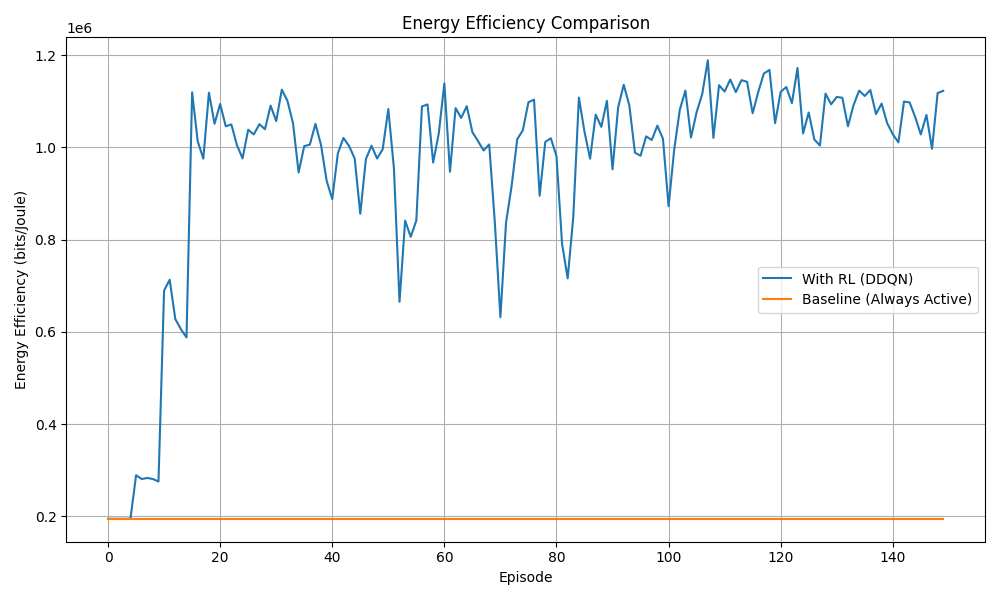 Energy Efficiency Comparison
1e6
1.2
1.0
0.8
0.6
0.4
0.2
Energy Efficiency (bits/Joule)
With RL (DDQN)
Baseline (Always Active)
0 20 40 60 80 100 120 140
Episode